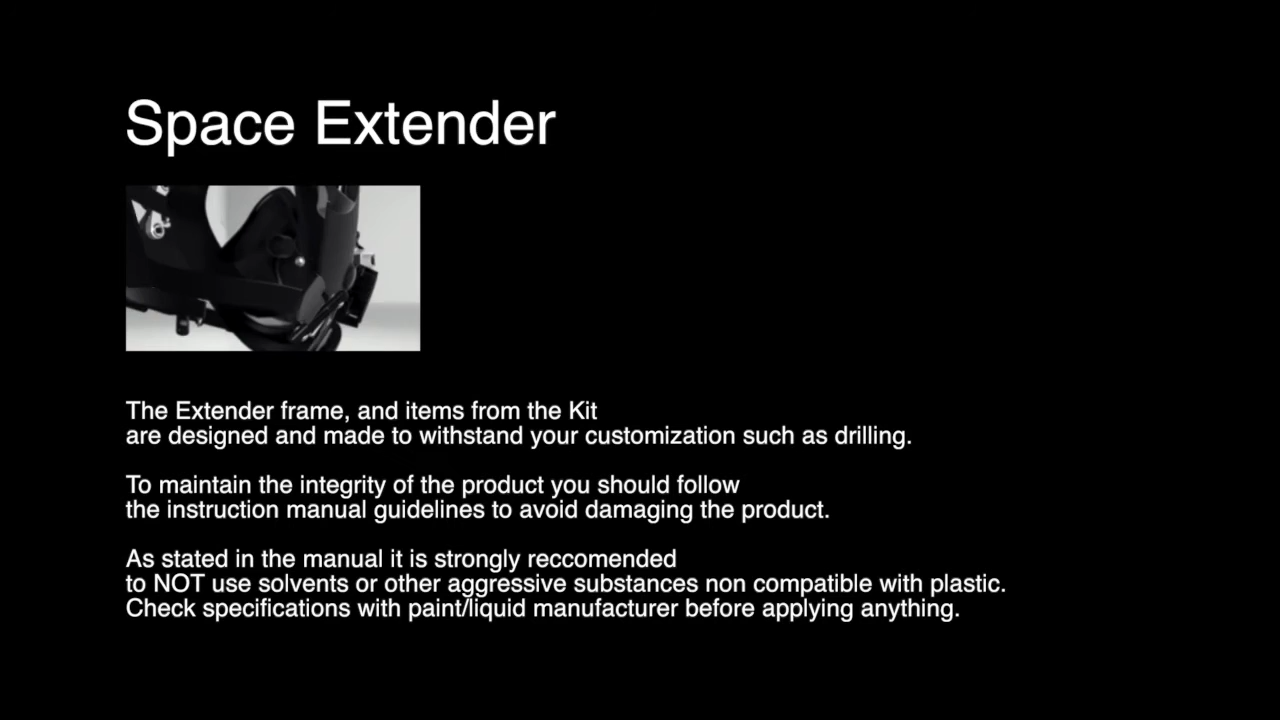 Space Extender
The Extender frame, and items from the Kit
are designed and made to withstand your customization such as drilling.
To maintain the integrity of the product you should follow
the instruction manual guidelines to avoid damaging the product.
As stated in the manual it is strongly reccomended
to NOT use solvents or other aggressive substances non compatible with plastic.
Check specifications with paint/liquid manufacturer before applying anything.